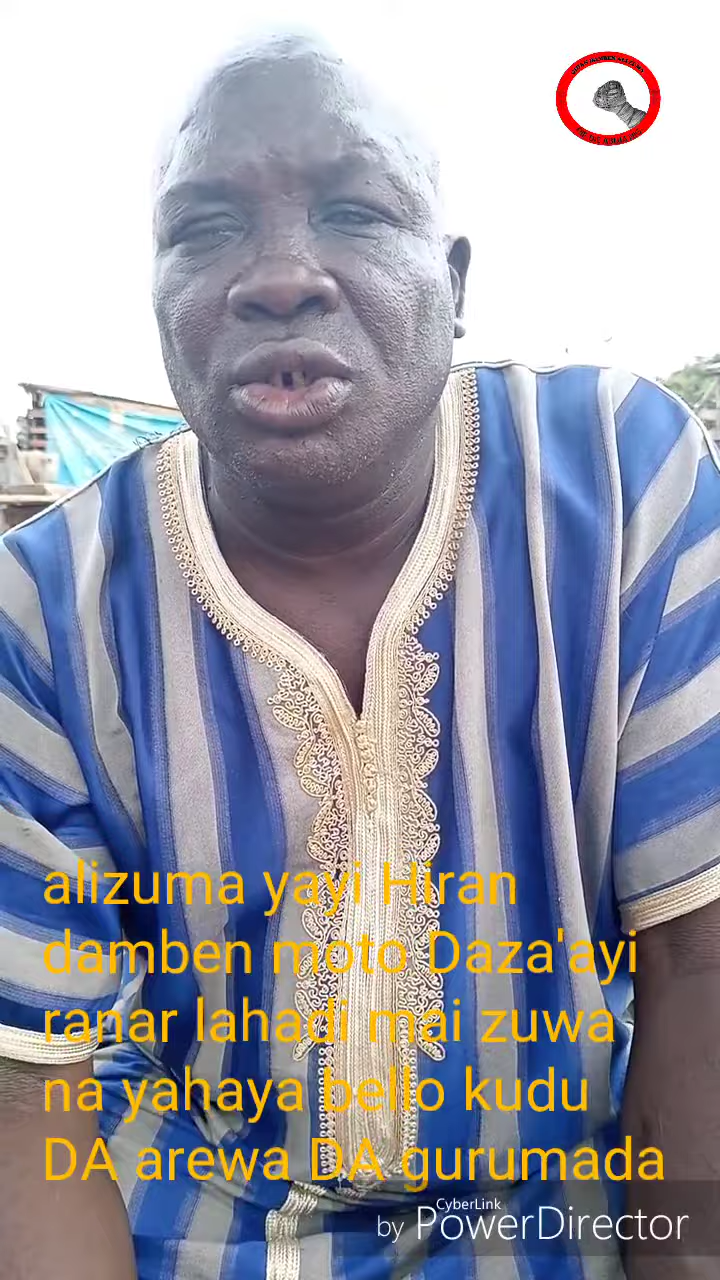 alizuma yayi Hiran
damben moto Daza'ayi
ranar lahadi mai zuwa
na yahaya bello kudu
DA arewa DA gurumada
CyberLink
by PowerDirector